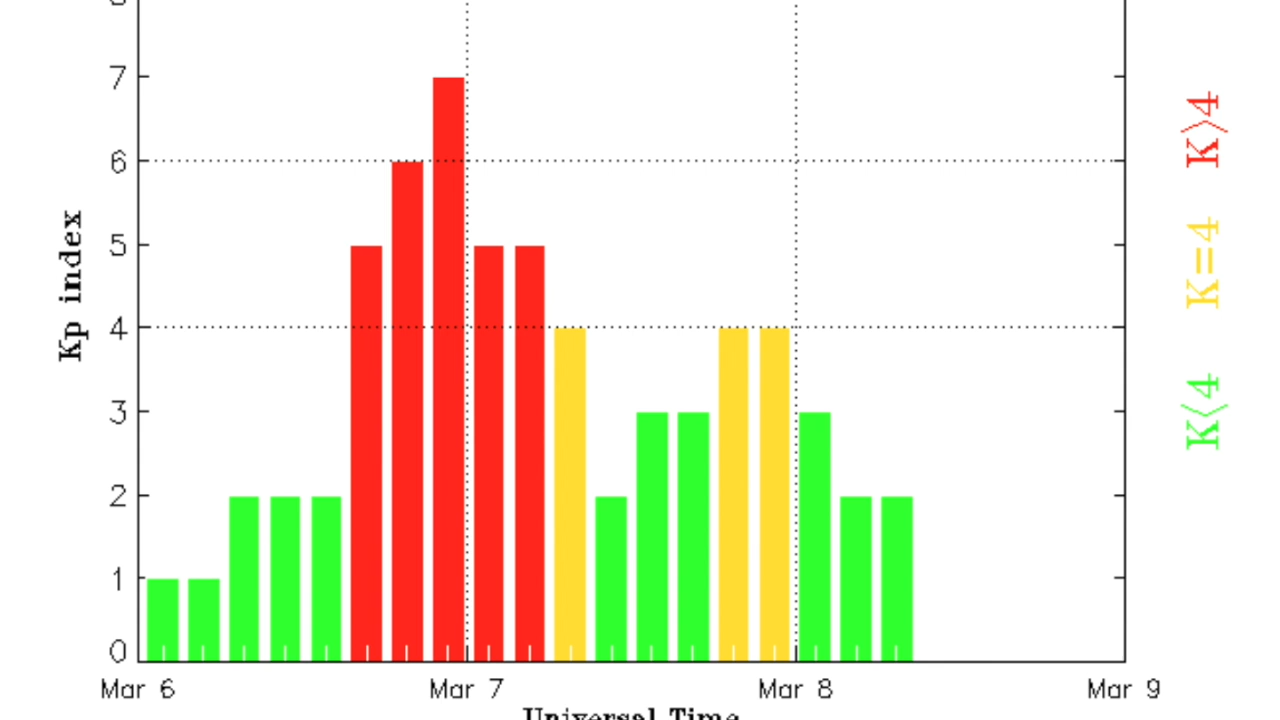 8
7
6
5
4
3
2
1
0
Kp index
Mar 6
Mar 7
Mar 8
Mar 9
Universal Time
K>4
K=4
K<4